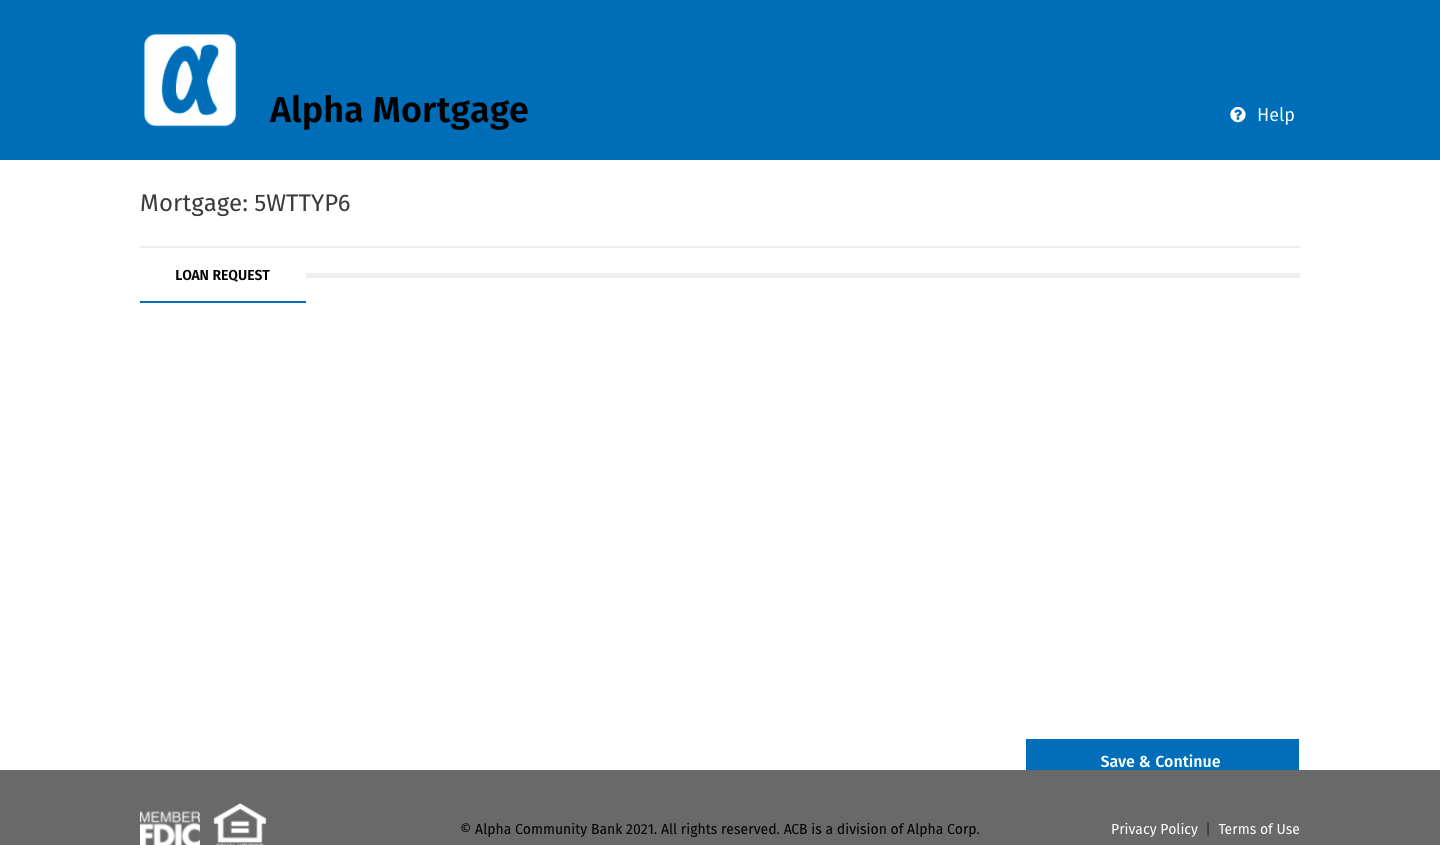 α
Alpha Mortgage
Help
Mortgage: 5WTTYP6
LOAN REQUEST
Save & Continue
MEMBER
FDIC
© Alpha Community Bank 2021. All rights reserved. ACB is a division of Alpha Corp.
Privacy Policy | Terms of Use